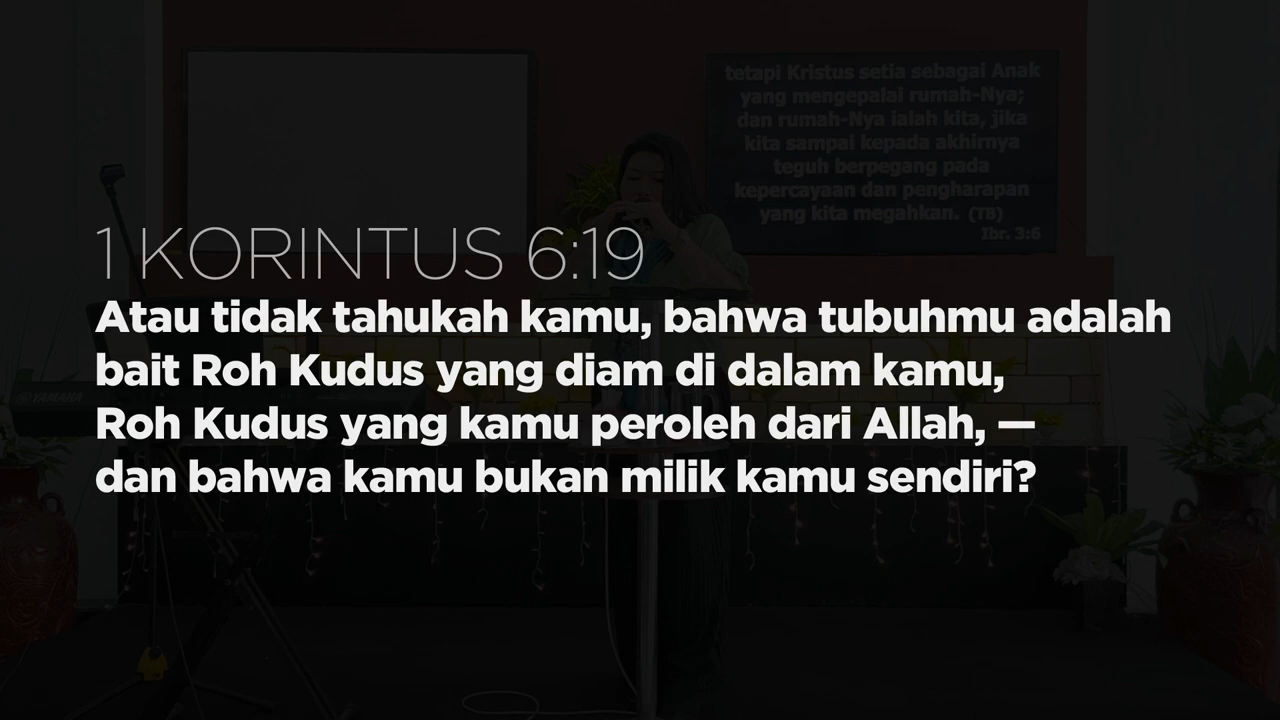 tetapi Kristus setia sebagai Anak
yang mengepalai rumah-Nya;
dan rumah-Nya ialah kita, jika
kita sampai kepada akhirnya
teguh berpegang pada
kepercayaan dan pengharapan
yang kita megahkan. (TB)
Ibr. 3:6
1 KORINTUS 6:19
Atau tidak tahukah kamu, bahwa tubuhmu adalah
bait Roh Kudus yang diam di dalam kamu,
Roh Kudus yang kamu peroleh dari Allah, —
dan bahwa kamu bukan milik kamu sendiri?
YAMAHA